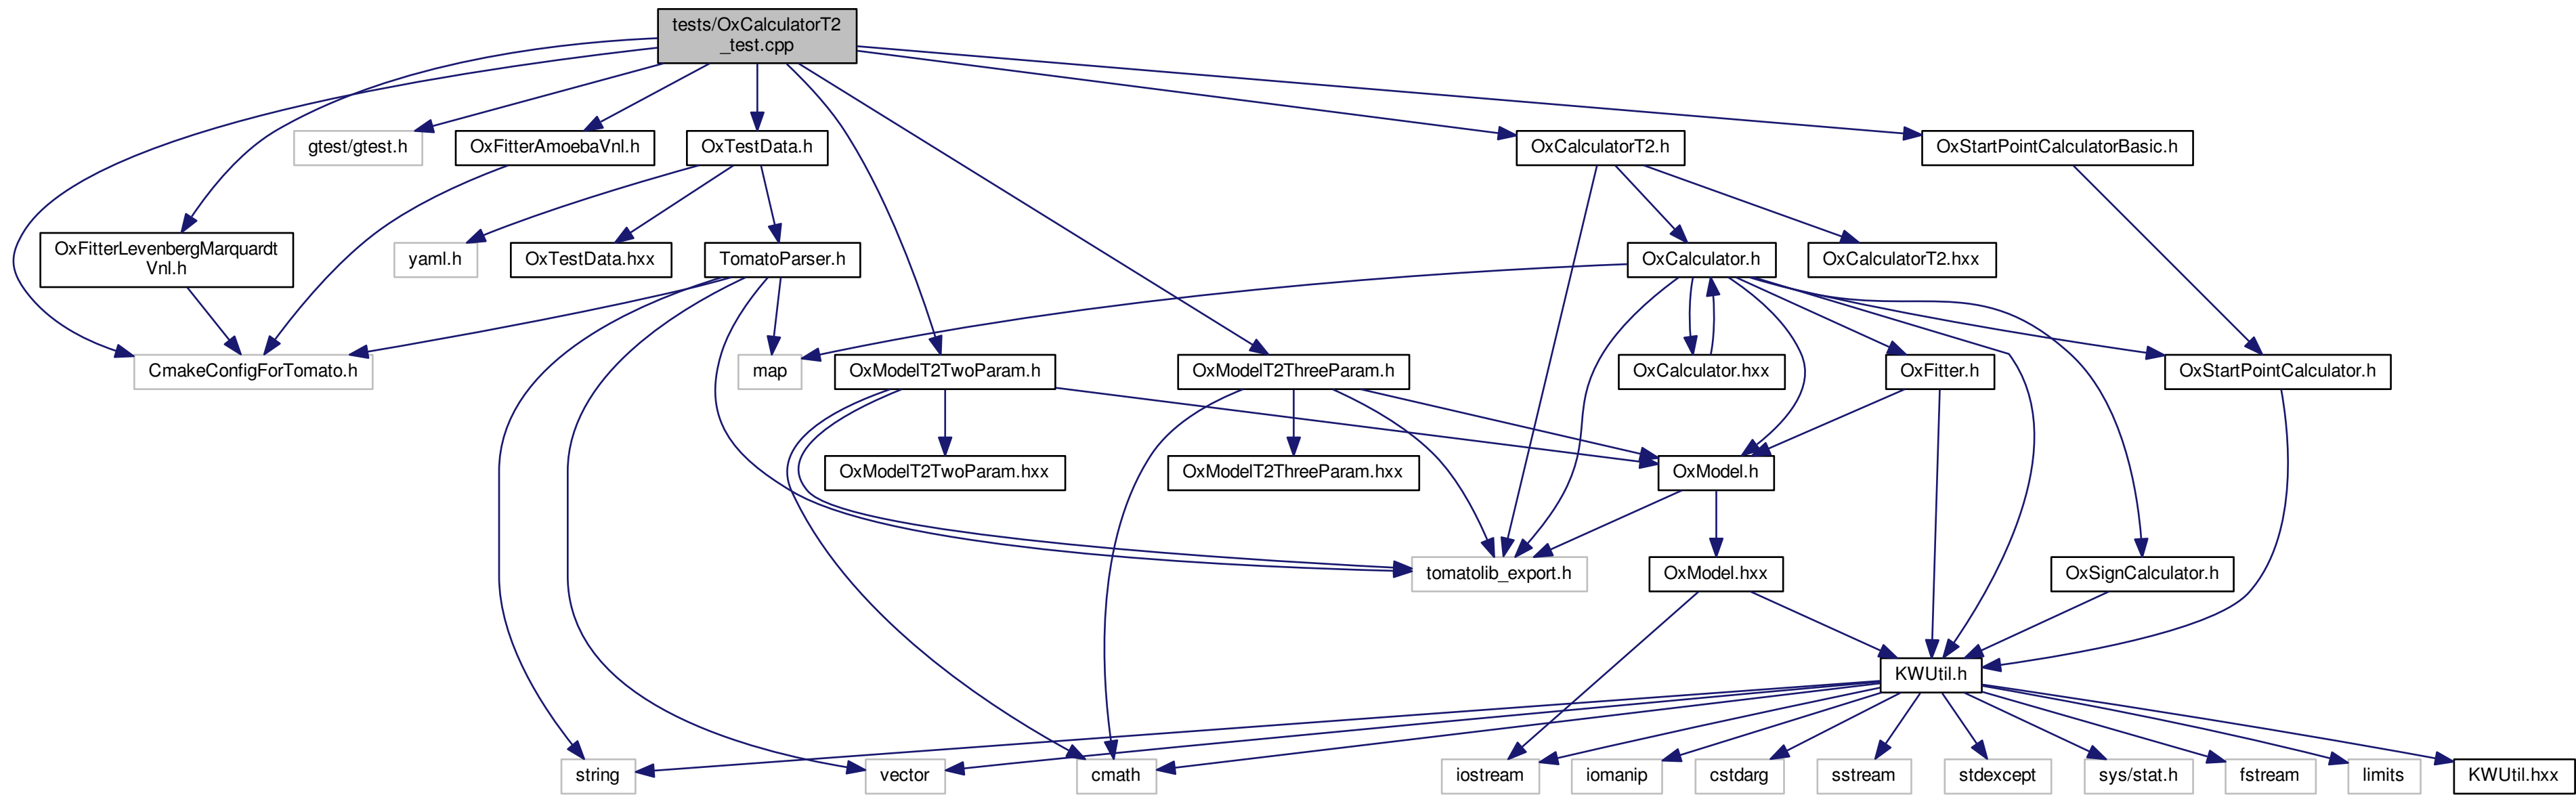 tests/OxCalculatorT2
_test.cpp
gtest/gtest.h
OxFitterAmoebaVnl.h
OxTestData.h
OxCalculatorT2.h
OxStartPointCalculatorBasic.h
OxFitterLevenbergMarquardt
Vnl.h
yaml.h
OxTestData.hxx
TomatoParser.h
OxCalculator.h
OxCalculatorT2.hxx
CmakeConfigForTomato.h
map
OxModelT2TwoParam.h
OxModelT2ThreeParam.h
OxCalculator.hxx
OxFitter.h
OxStartPointCalculator.h
OxModelT2TwoParam.hxx
OxModelT2ThreeParam.hxx
OxModel.h
tomatolib_export.h
OxModel.hxx
OxSignCalculator.h
KWUtil.h
string
vector
cmath
iostream
iomanip
cstdarg
sstream
stdexcept
sys/stat.h
fstream
limits
KWUtil.hxx